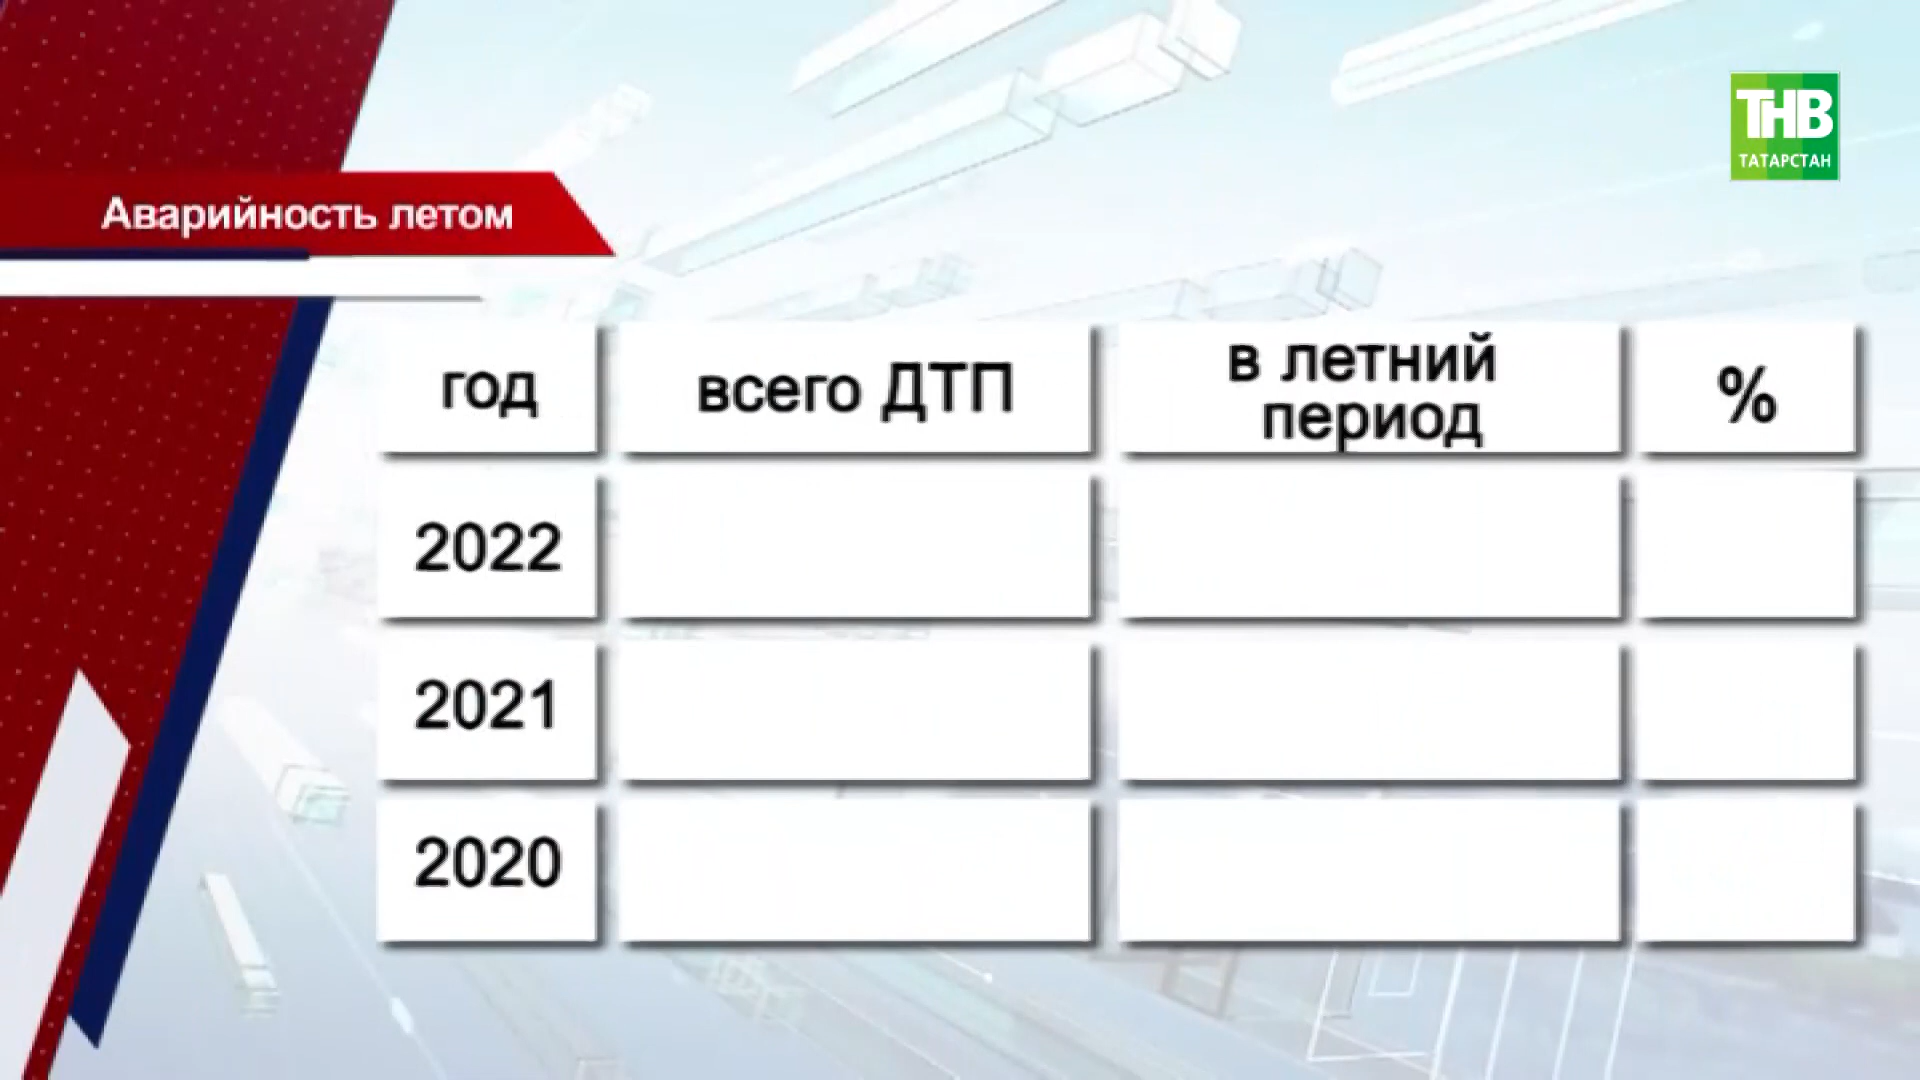 ТНВ
ТАТАРСТАН
Аварийность летом
год
всего ДТП
в летний
период
%
2022
2021
2020